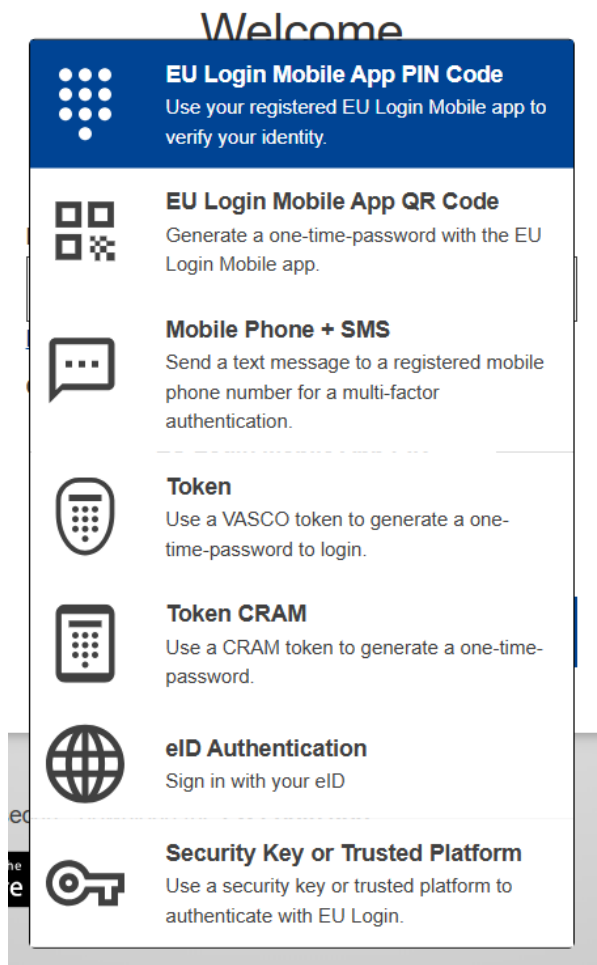 Welcome
EU Login Mobile App PIN Code
Use your registered EU Login Mobile app to
verify your identity.
EU Login Mobile App QR Code
Generate a one-time-password with the EU
Login Mobile app.
Mobile Phone + SMS
Send a text message to a registered mobile
phone number for a multi-factor
authentication.
Token
Use a VASCO token to generate a one-
time-password to login.
Token CRAM
Use a CRAM token to generate a one-time-
password.
eID Authentication
Sign in with your eID
Security Key or Trusted Platform
Use a security key or trusted platform to
authenticate with EU Login.